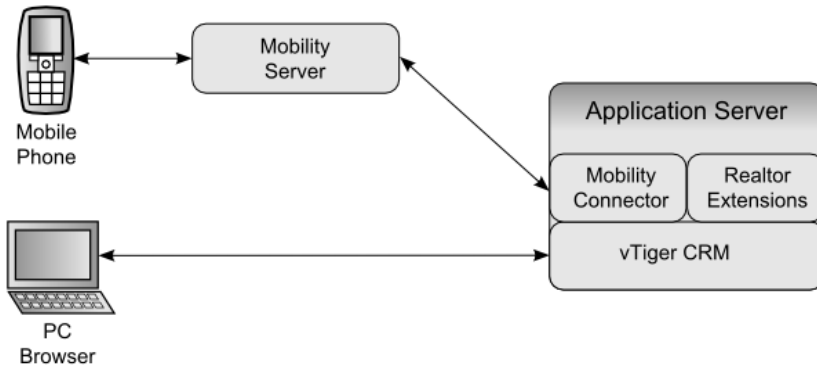 Mobility
Server
Mobile
Phone
Application Server
Mobility
Connector
Realtor
Extensions
vTiger CRM
PC
Browser